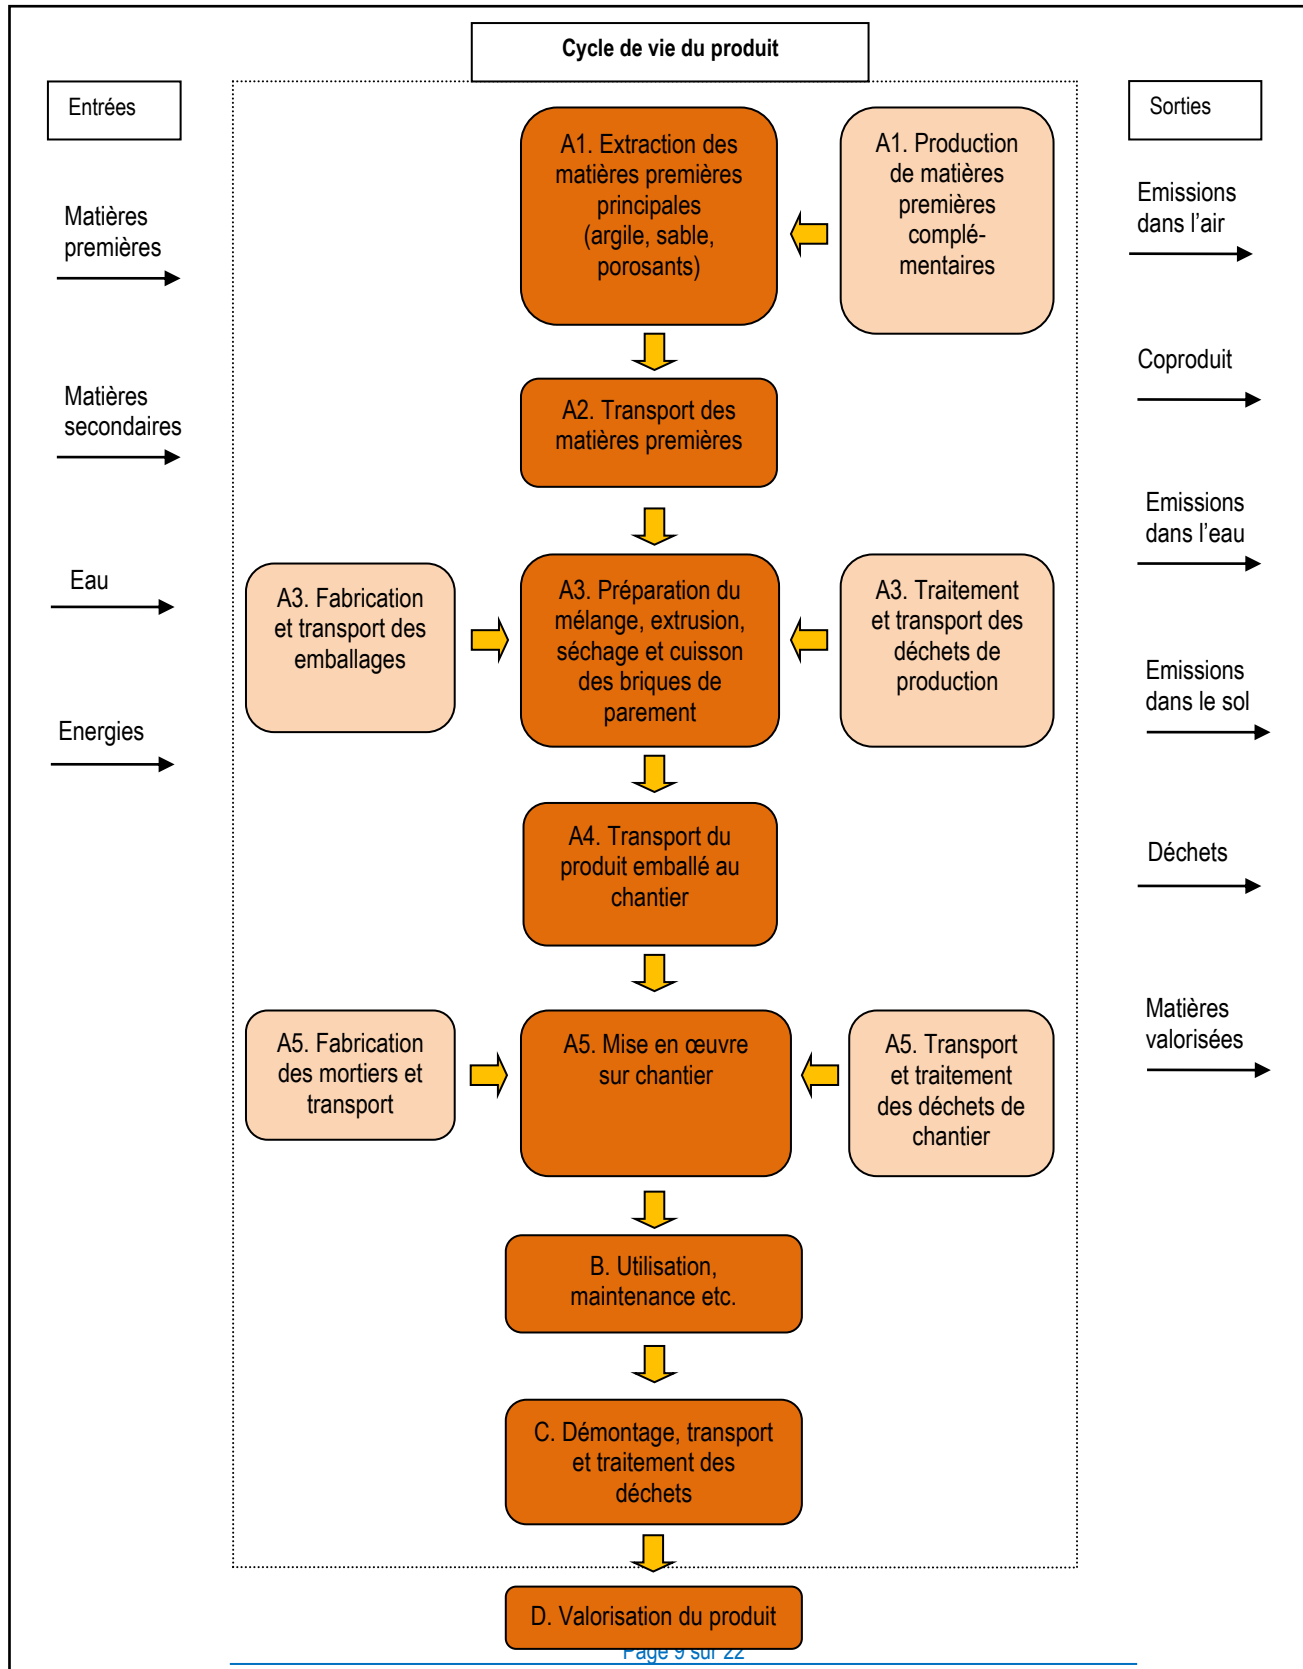 Cycle de vie du produit
Entrées
Sorties
Matières
premières
Matières
secondaires
Eau
Energies
A1. Extraction des
matières premières
principales
(argile, sable,
porosants)
A1. Production
de matières
premières
complé-
mentaires
A2. Transport des
matières premières
A3. Fabrication
et transport des
emballages
A3. Préparation du
mélange, extrusion,
séchage et cuisson
des briques de
parement
A3. Traitement
et transport des
déchets de
production
A4. Transport du
produit emballé au
chantier
A5. Fabrication
des mortiers et
transport
A5. Mise en œuvre
sur chantier
A5. Transport
et traitement
des déchets de
chantier
B. Utilisation,
maintenance etc.
C. Démontage, transport
et traitement des
déchets
D. Valorisation du produit
Emissions
dans l’air
Coproduit
Emissions
dans l’eau
Emissions
dans le sol
Déchets
Matières
valorisées
Page 9 sur 22